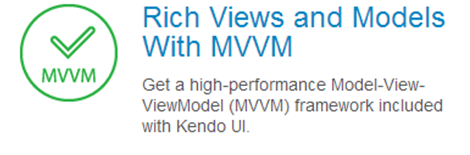 MVVM
Rich Views and Models
With MVVM
Get a high-performance Model-View-
ViewModel (MVVM) framework included
with Kendo UI.